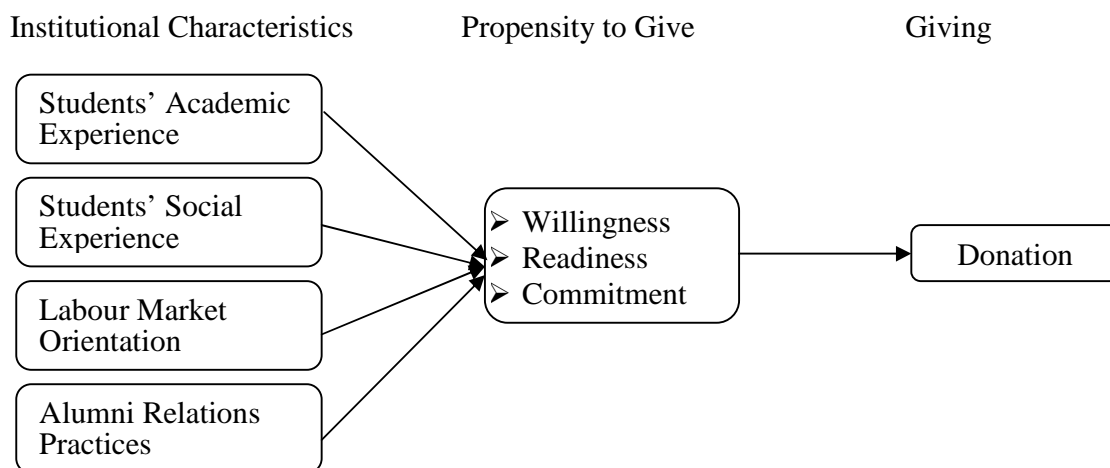 Institutional Characteristics
Propensity to Give
Giving
Students’ Academic
Experience
Students’ Social
Experience
Labour Market
Orientation
Alumni Relations
Practices
Willingness
Readiness
Commitment
Donation